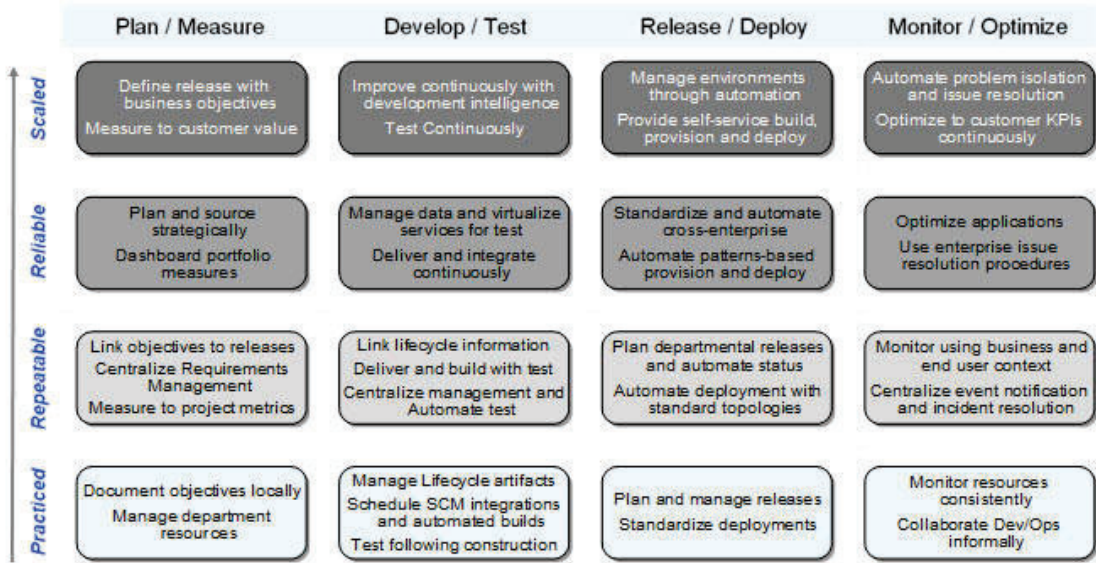 Plan / Measure
Develop / Test
Release / Deploy
Monitor / Optimize
Scaled
Define release with
business objectives
Measure to customer value
Improve continuously with
development intelligence
Test Continuously
Manage environments
through automation
Provide self-service build,
provision and deploy
Automate problem isolation
and issue resolution
Optimize to customer KPIs
continuously
Reliable
Plan and source
strategically
Dashboard portfolio
measures
Manage data and virtualize
services for test
Deliver and integrate
continuously
Standardize and automate
cross-enterprise
Automate patterns-based
provision and deploy
Optimize applications
Use enterprise issue
resolution procedures
Repeatable
Link objectives to releases
Centralize Requirements
Management
Measure to project metrics
Link lifecycle information
Deliver and build with test
Centralize management and
Automate test
Plan departmental releases
and automate status
Automate deployment with
standard topologies
Monitor using business and
end user context
Centralize event notification
and incident resolution
Practiced
Document objectives locally
Manage department
resources
Manage Lifecycle artifacts
Schedule SCM integrations
and automated builds
Test following construction
Plan and manage releases
Standardize deployments
Monitor resources
consistently
Collaborate Dev/Ops
informally